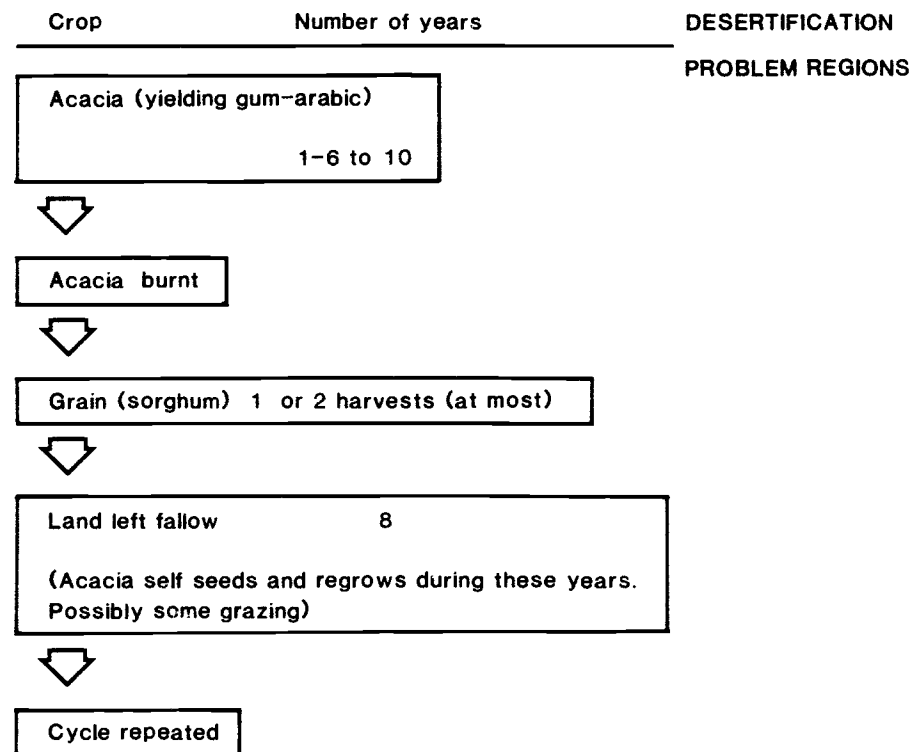 Crop Number of years DESERTIFICATION
PROBLEM REGIONS
Acacia (yielding gum-arabic)
1-6 to 10
Acacia burnt
Grain (sorghum) 1 or 2 harvests (at most)
Land left fallow 8
(Acacia self seeds and regrows during these years.
Possibly some grazing)
Cycle repeated